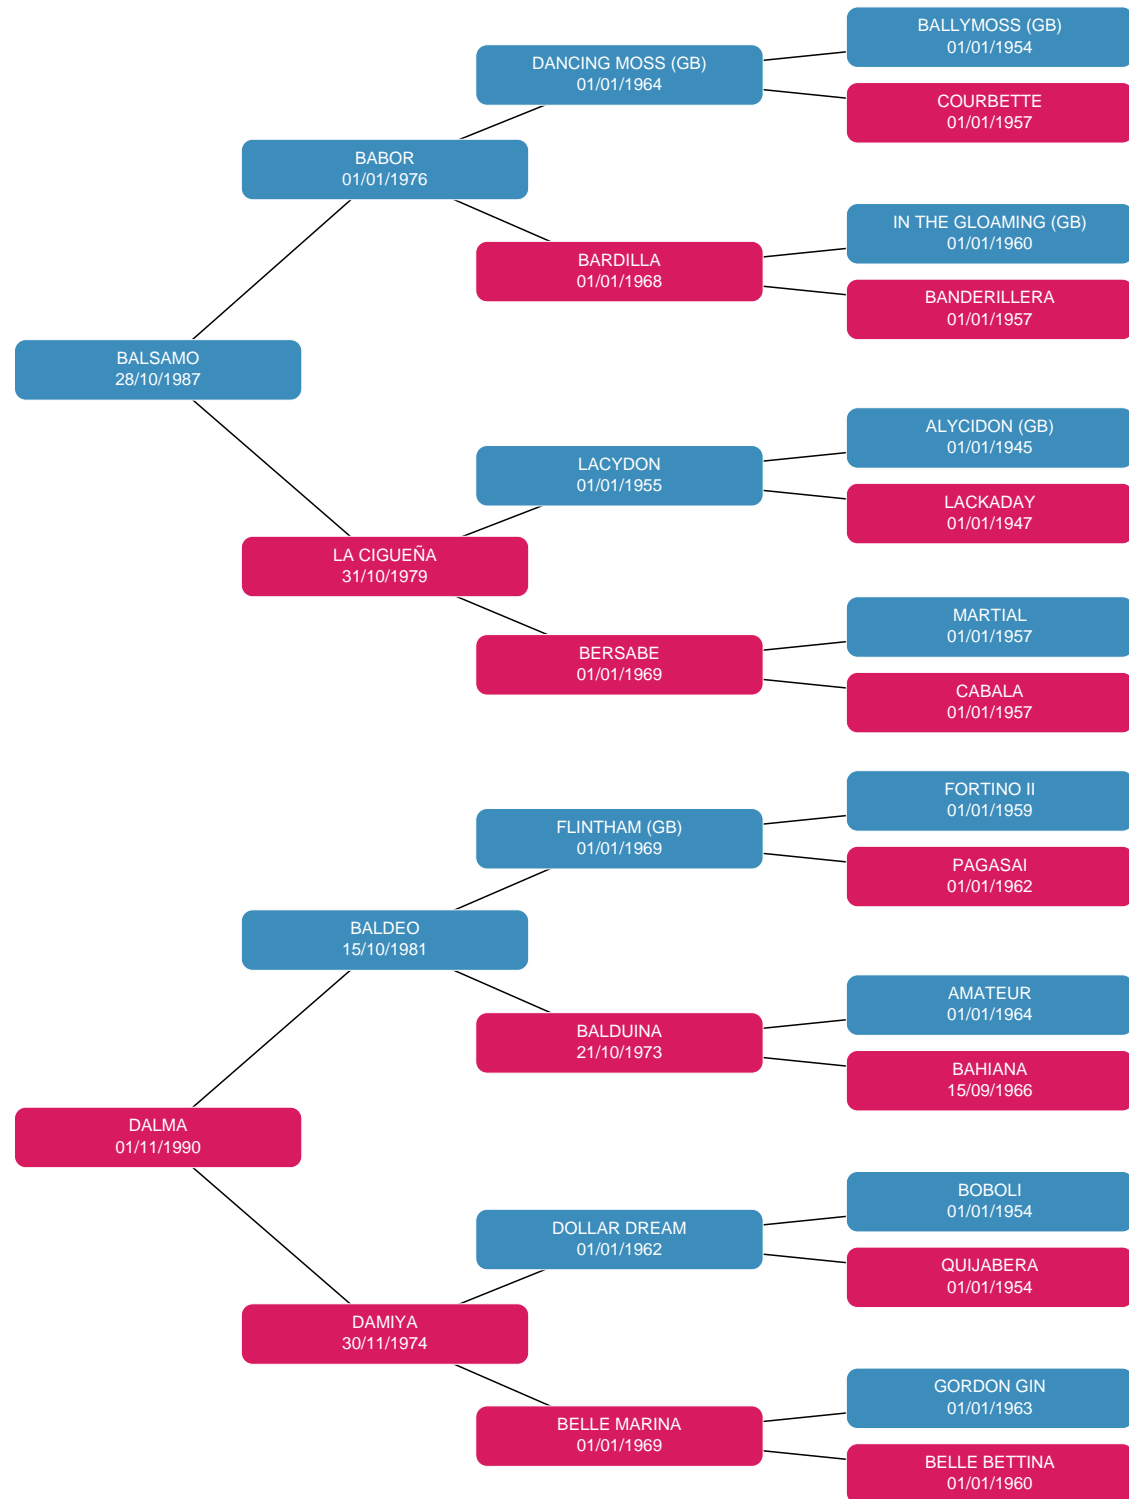 BALLYMOSS (GB)
01/01/1954
DANCING MOSS (GB)
01/01/1964
COURBETTE
01/01/1957
BABOR
01/01/1976
IN THE GLOAMING (GB)
01/01/1960
BARDILLA
01/01/1968
BANDERILLERA
01/01/1957
BALSAMO
28/10/1987
ALYCIDON (GB)
01/01/1945
LACYDON
01/01/1955
LACKADAY
01/01/1947
LA CIGUEÑA
31/10/1979
MARTIAL
01/01/1957
BERSABE
01/01/1969
CABALA
01/01/1957
FORTINO II
01/01/1959
FLINTHAM (GB)
01/01/1969
PAGASAI
01/01/1962
BALDEO
15/10/1981
AMATEUR
01/01/1964
BALDUINA
21/10/1973
BAHIANA
15/09/1966
DALMA
01/11/1990
BOBOLI
01/01/1954
DOLLAR DREAM
01/01/1962
QUIJABERA
01/01/1954
DAMIYA
30/11/1974
GORDON GIN
01/01/1963
BELLE MARINA
01/01/1969
BELLE BETTINA
01/01/1960